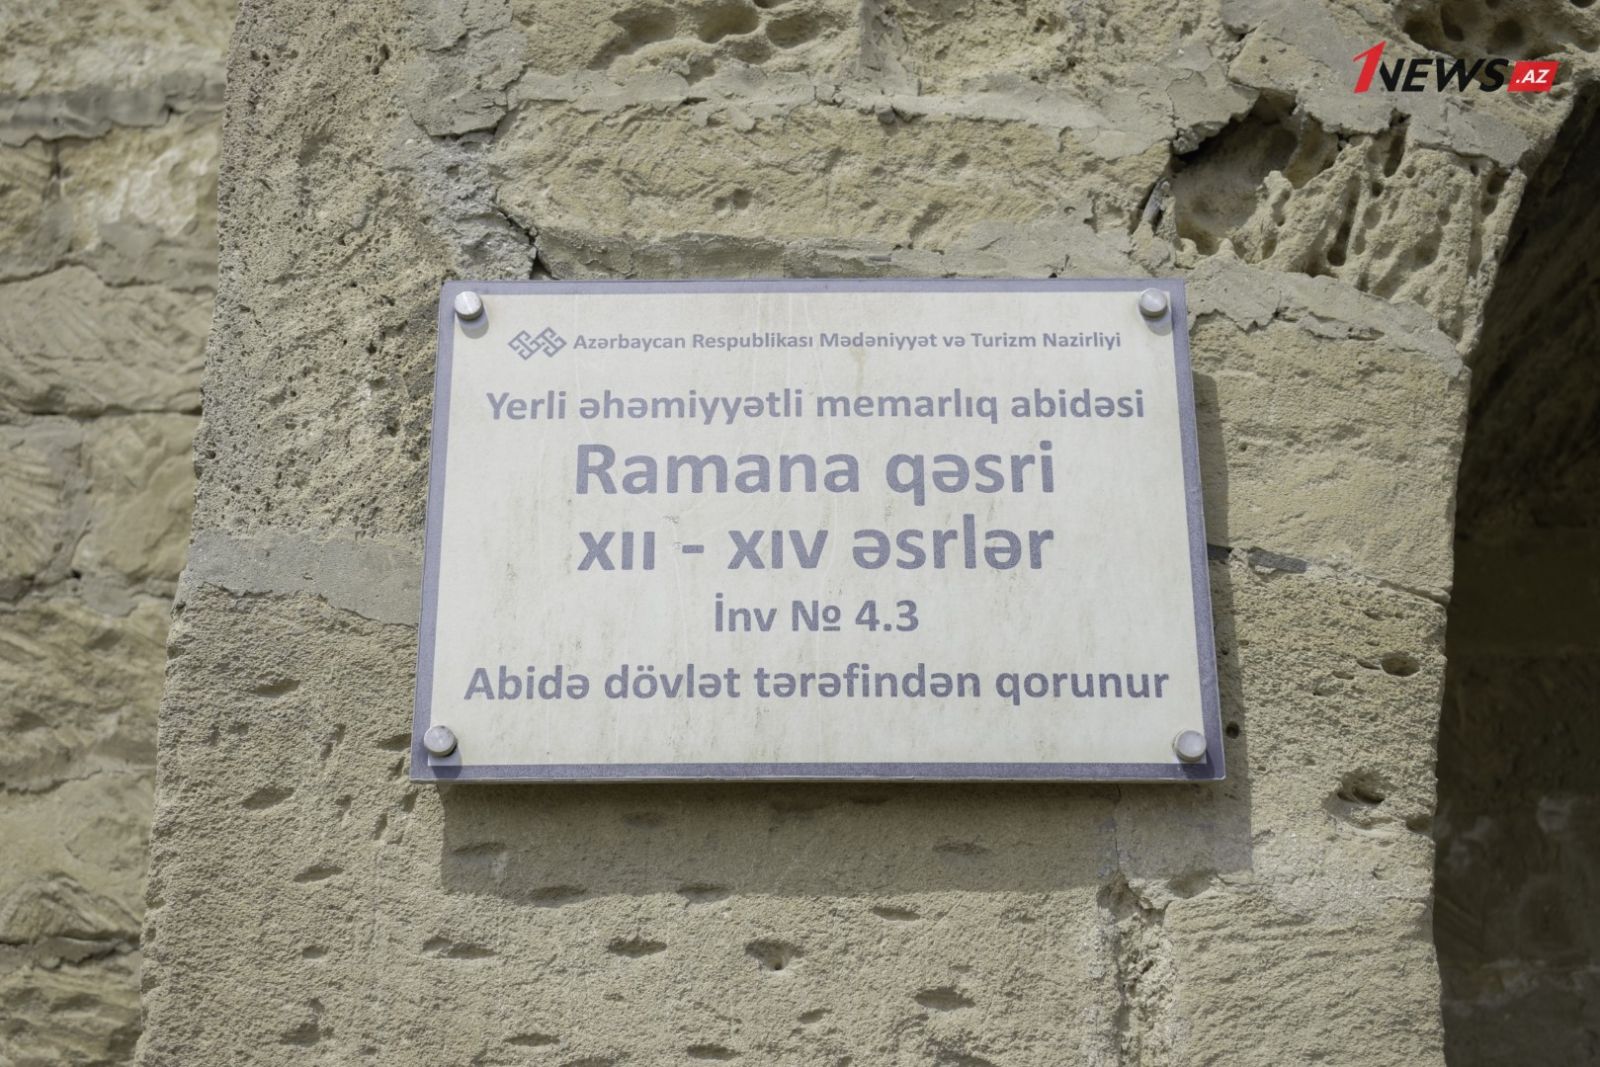 1NEWS.AZ
Azərbaycan Respublikası Mədəniyyət və Turizm Nazirliyi
Yerli əhəmiyyətli memarlıq abidəsi
Ramana qəsri
XII - XIV əsrlər
İnv № 4.3
Abidə dövlət tərəfindən qorunur